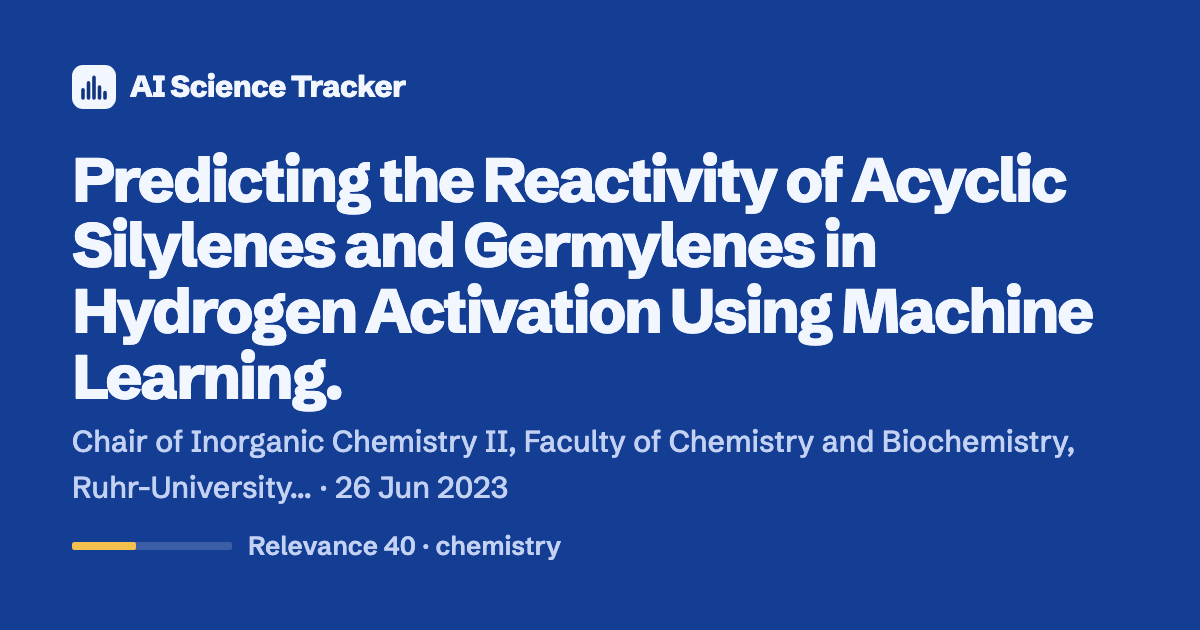 AI Science Tracker
Predicting the Reactivity of Acyclic
Silylenes and Germylenes in
Hydrogen Activation Using Machine
Learning.
Chair of Inorganic Chemistry II, Faculty of Chemistry and Biochemistry,
Ruhr-University... · 26 Jun 2023
Relevance 40 · chemistry